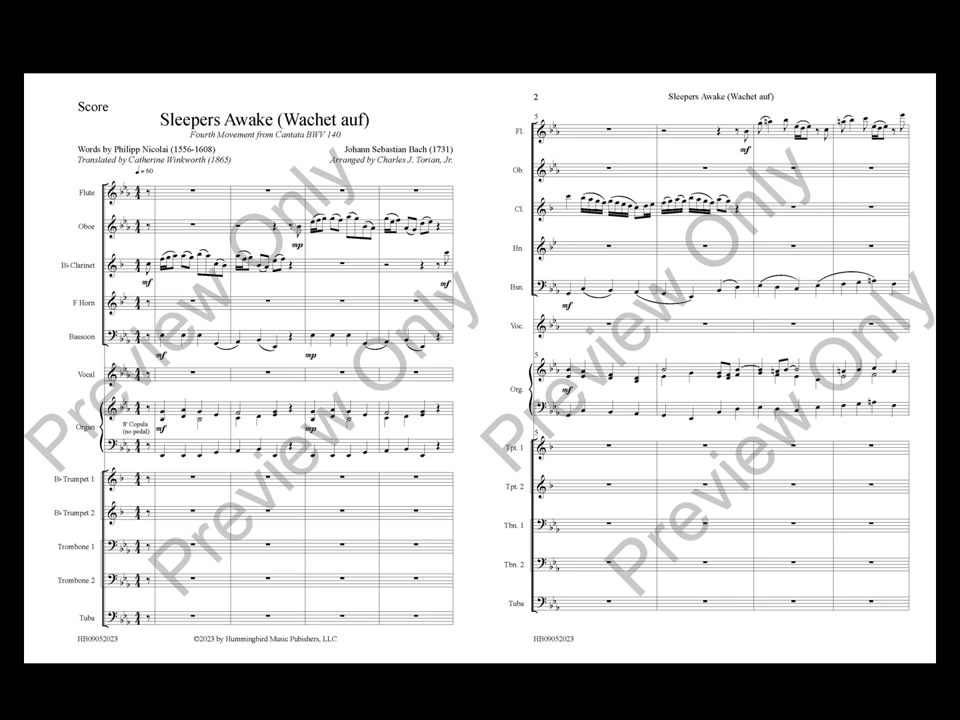 Score
Sleepers Awake (Wachet auf)
Fourth Movement from Cantata BWV 140
Words by Philipp Nicolai (1556-1608)
Translated by Catherine Winkworth (1865)
Johann Sebastian Bach (1731)
Arranged by Charles J. Torian, Jr.
♩ = 60
Flute
Oboe
mp
B♭ Clarinet
mf
mf
F Horn
Bassoon
mf
mp
Vocal
Organ
8' Copula
(no pedal)
mf
mp
B♭ Trumpet 1
B♭ Trumpet 2
Trombone 1
Trombone 2
Tuba
HB09052023
©2023 by Hummingbird Music Publishers, LLC
Preview Only
Preview Only
2
Sleepers Awake (Wachet auf)
5
Fl.
mf
Ob.
Cl.
Hn.
Bsn.
mf
Voc.
5
Org.
mf
5
Tpt. 1
Tpt. 2
Tbn. 1
Tbn. 2
Tuba
HB09052023
Preview Only
Preview Only